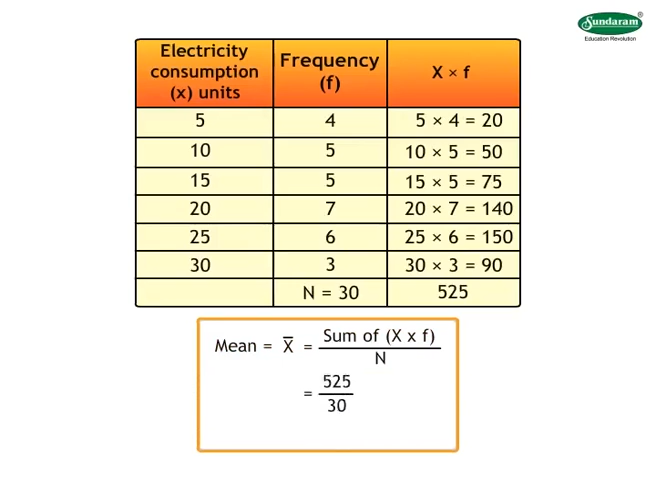 Sundaram®
Education Revolution
Electricity consumption (x) units Frequency (f) X × f
5 4 5 × 4 = 20
10 5 10 × 5 = 50
15 5 15 × 5 = 75
20 7 20 × 7 = 140
25 6 25 × 6 = 150
30 3 30 × 3 = 90
N = 30 525
Mean = X̅ = Sum of (X x f) / N
= 525 / 30